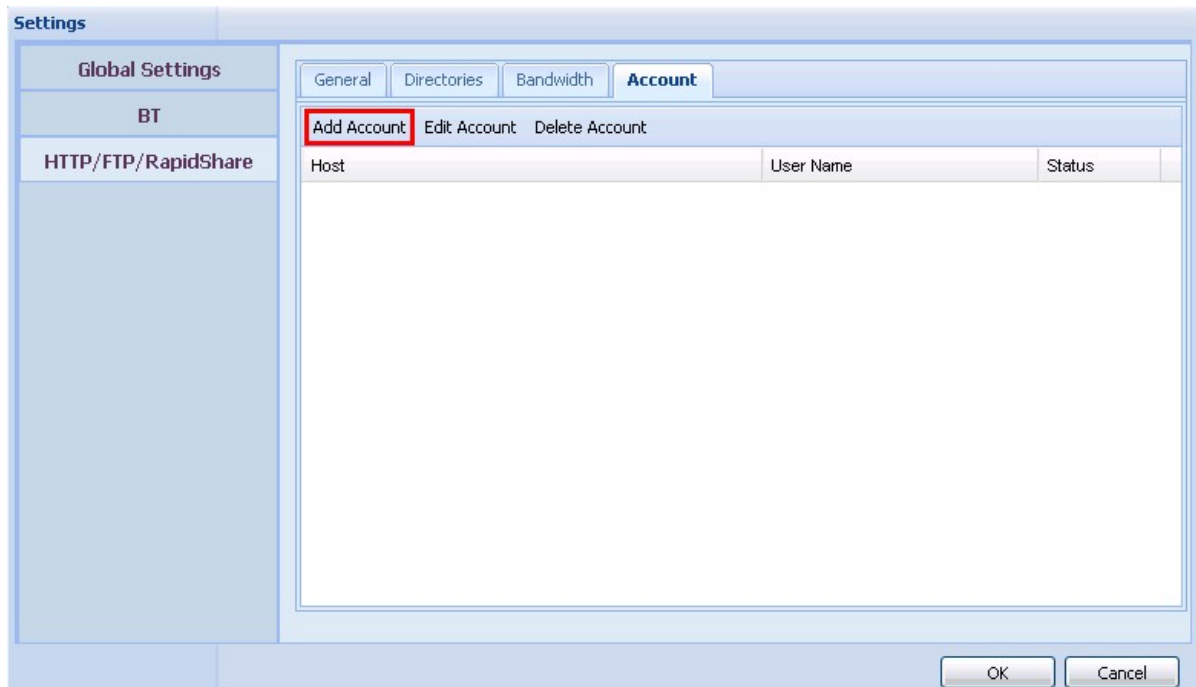 Settings
Global Settings
BT
HTTP/FTP/RapidShare
General Directories Bandwidth Account
Add Account Edit Account Delete Account
Host User Name Status
OK Cancel